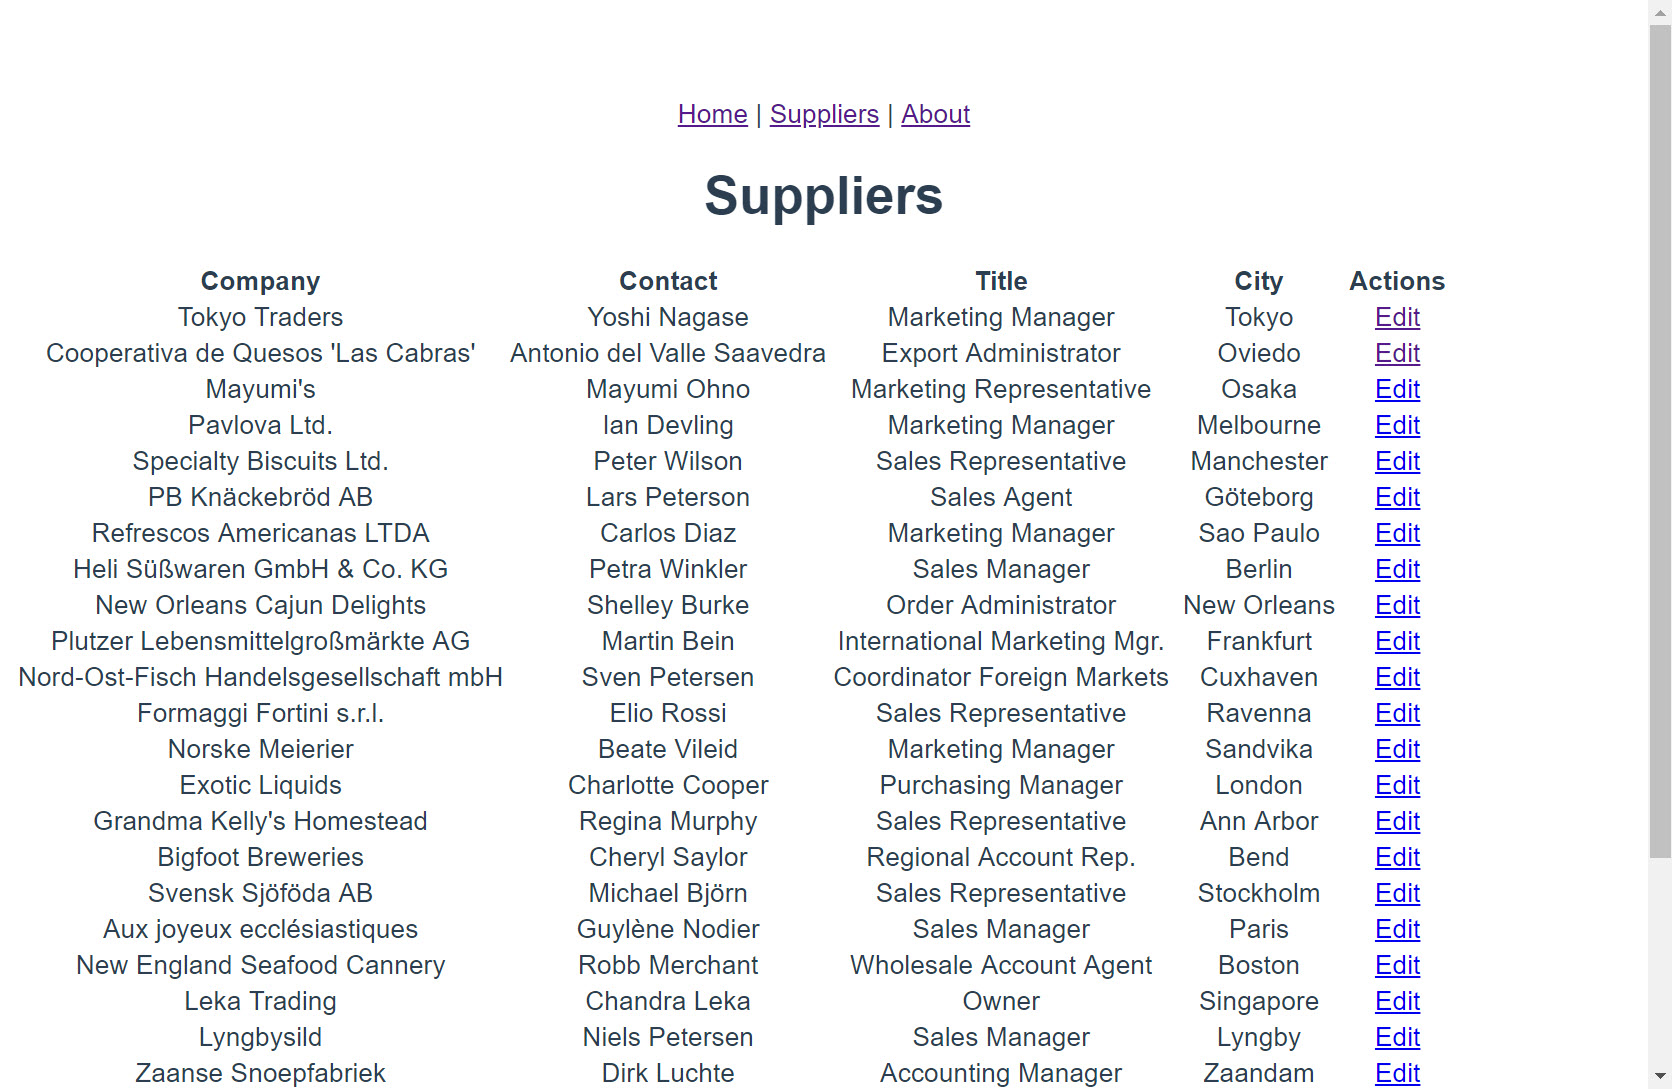 Home | Suppliers | About
Suppliers
Company Contact Title City Actions
Tokyo Traders Yoshi Nagase Marketing Manager Tokyo Edit
Cooperativa de Quesos 'Las Cabras' Antonio del Valle Saavedra Export Administrator Oviedo Edit
Mayumi's Mayumi Ohno Marketing Representative Osaka Edit
Pavlova Ltd. Ian Devling Marketing Manager Melbourne Edit
Specialty Biscuits Ltd. Peter Wilson Sales Representative Manchester Edit
PB Knäckebröd AB Lars Peterson Sales Agent Göteborg Edit
Refrescos Americanas LTDA Carlos Diaz Marketing Manager Sao Paulo Edit
Heli Süßwaren GmbH & Co. KG Petra Winkler Sales Manager Berlin Edit
New Orleans Cajun Delights Shelley Burke Order Administrator New Orleans Edit
Plutzer Lebensmittelgroßmärkte AG Martin Bein International Marketing Mgr. Frankfurt Edit
Nord-Ost-Fisch Handelsgesellschaft mbH Sven Petersen Coordinator Foreign Markets Cuxhaven Edit
Formaggi Fortini s.r.l. Elio Rossi Sales Representative Ravenna Edit
Norske Meierier Beate Vileid Marketing Manager Sandvika Edit
Exotic Liquids Charlotte Cooper Purchasing Manager London Edit
Grandma Kelly's Homestead Regina Murphy Sales Representative Ann Arbor Edit
Bigfoot Breweries Cheryl Saylor Regional Account Rep. Bend Edit
Svensk Sjöföda AB Michael Björn Sales Representative Stockholm Edit
Aux joyeux ecclésiastiques Guylène Nodier Sales Manager Paris Edit
New England Seafood Cannery Robb Merchant Wholesale Account Agent Boston Edit
Leka Trading Chandra Leka Owner Singapore Edit
Lyngbysild Niels Petersen Sales Manager Lyngby Edit
Zaanse Snoepfabriek Dirk Luchte Accounting Manager Zaandam Edit